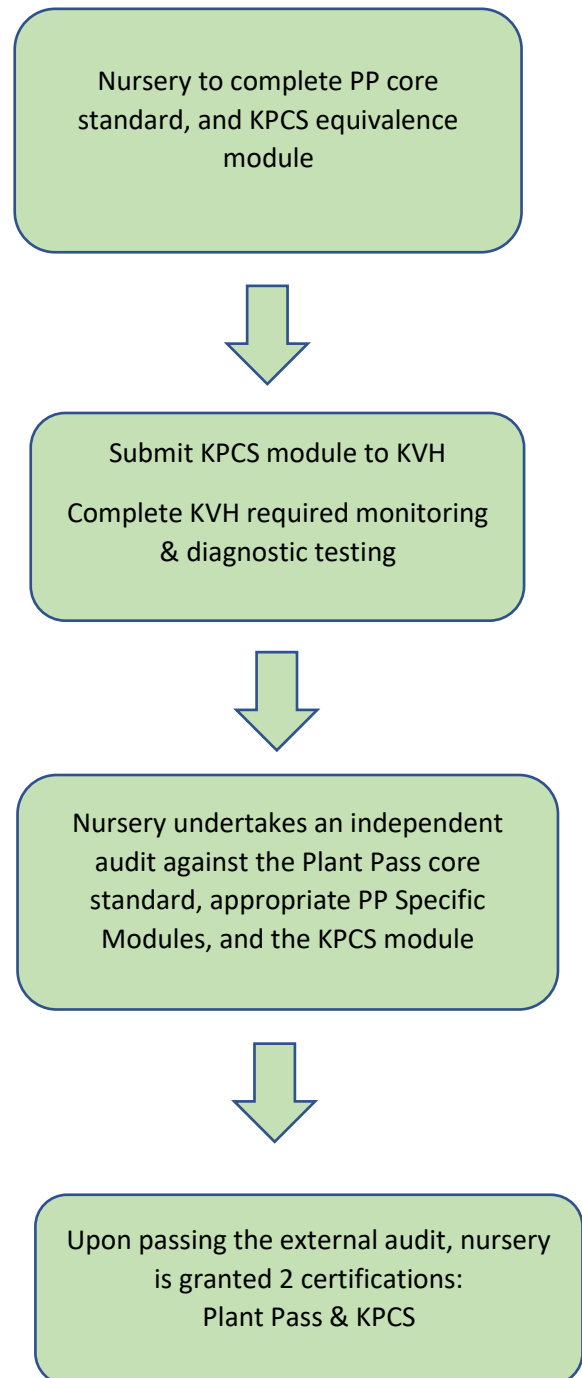 Nursery to complete PP core
standard, and KPCS equivalence
module
Submit KPCS module to KVH
Complete KVH required monitoring
& diagnostic testing
Nursery undertakes an independent
audit against the Plant Pass core
standard, appropriate PP Specific
Modules, and the KPCS module
Upon passing the external audit, nursery
is granted 2 certifications:
Plant Pass & KPCS